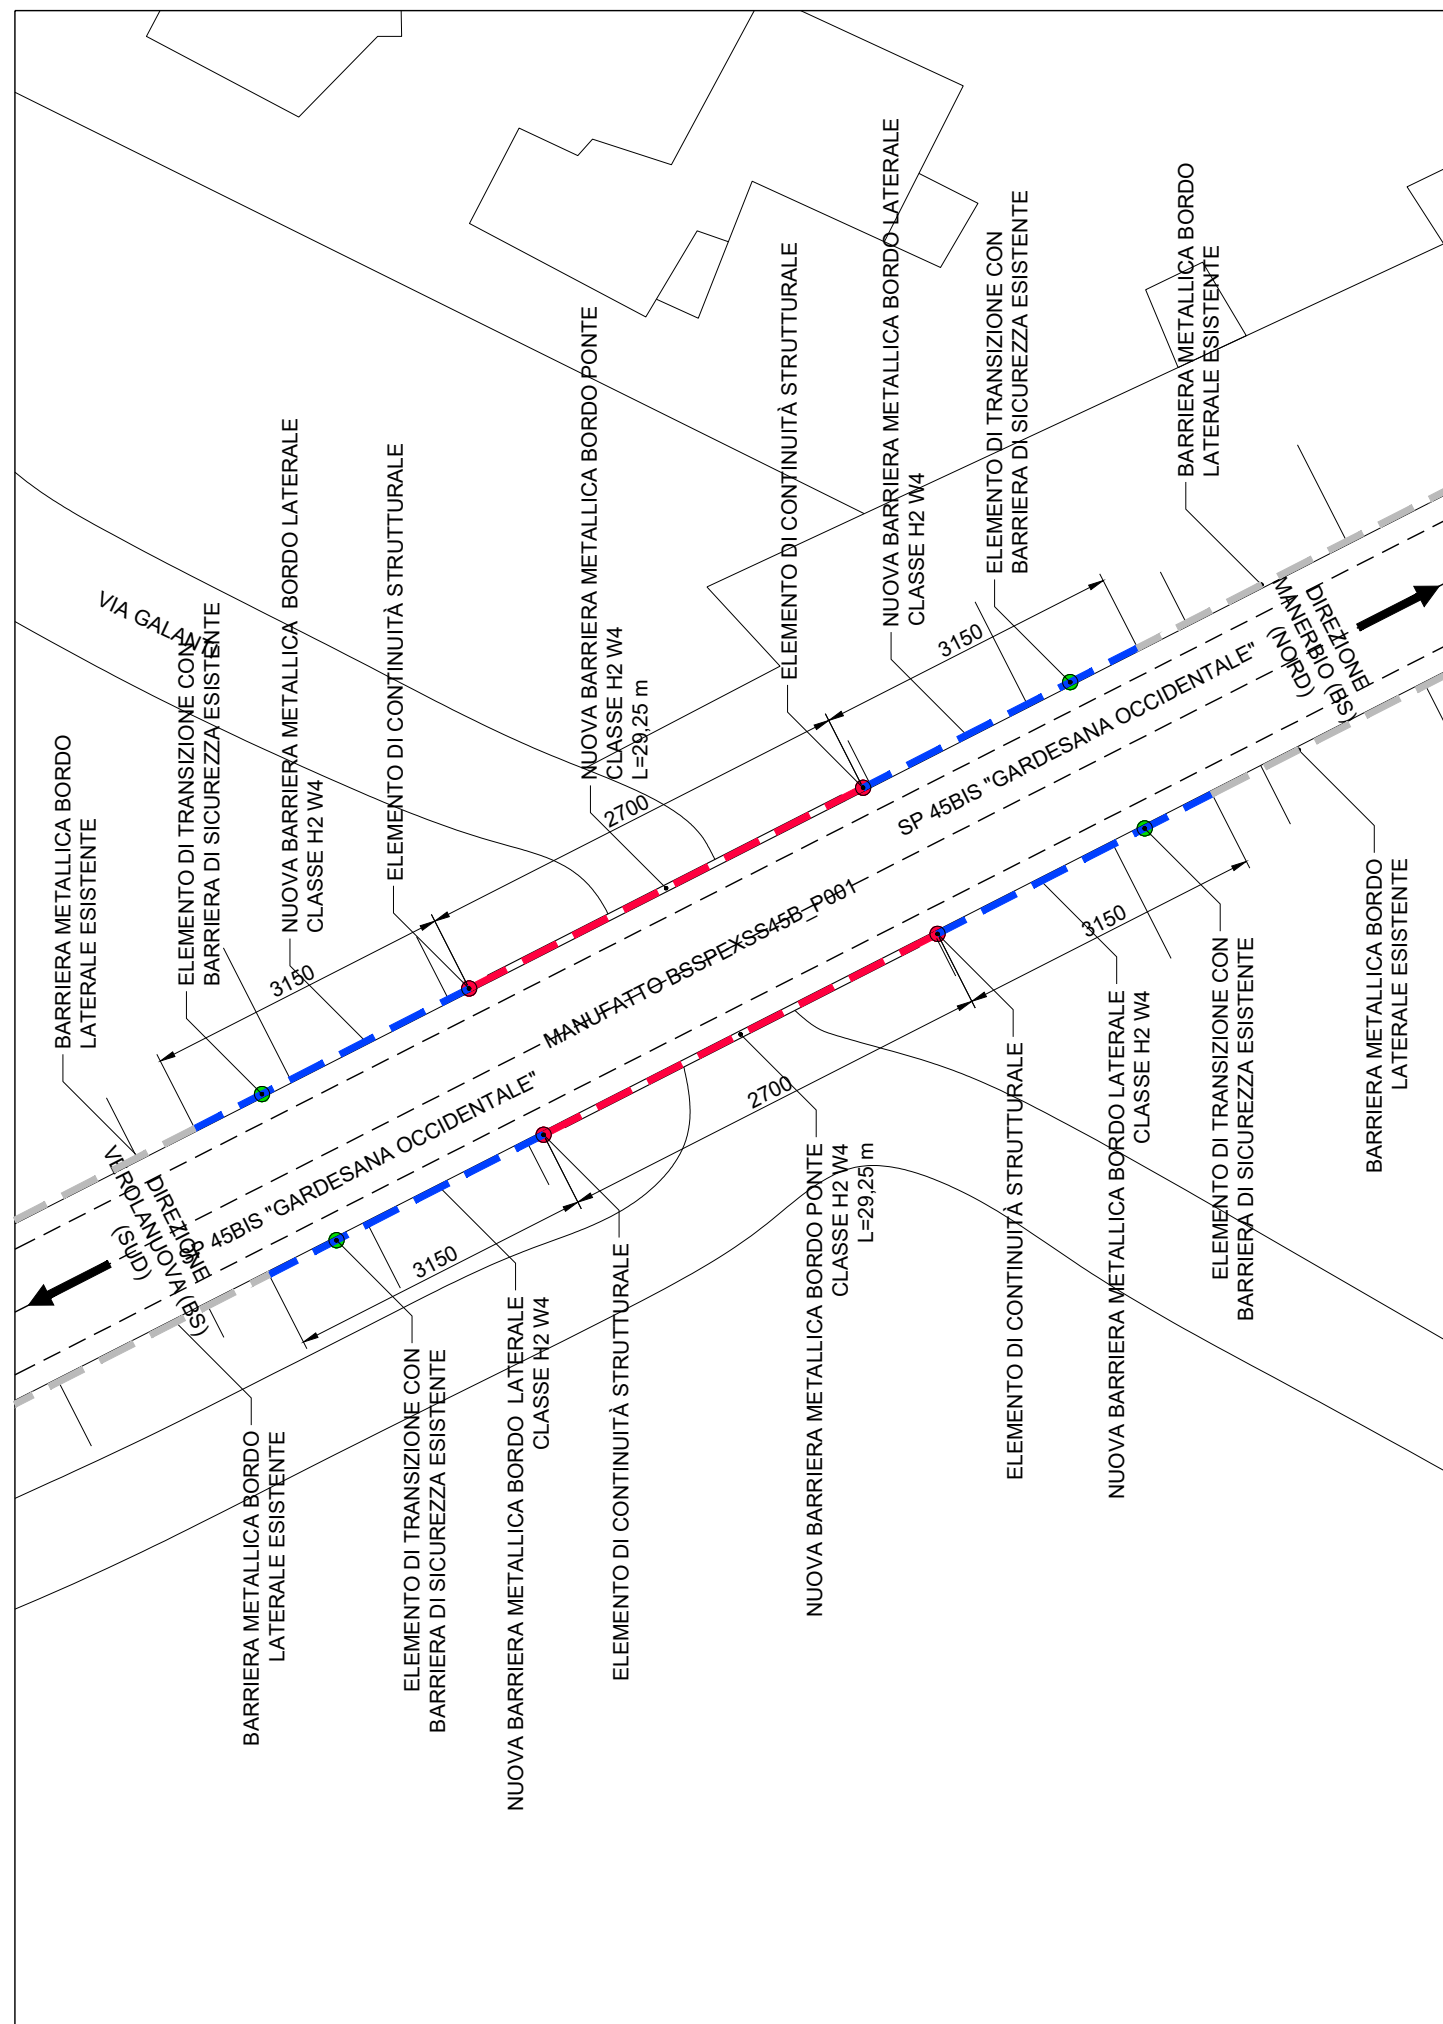 VIA GALANTI
BARRIERA METALLICA BORDO
LATERALE ESISTENTE
ELEMENTO DI TRANSIZIONE CON
BARRIERA DI SICUREZZA ESISTENTE
NUOVA BARRIERA METALLICA BORDO LATERALE
CLASSE H2 W4
ELEMENTO DI CONTINUITÀ STRUTTURALE
NUOVA BARRIERA METALLICA BORDO PONTE
CLASSE H2 W4
L=29,25 m
ELEMENTO DI CONTINUITÀ STRUTTURALE
NUOVA BARRIERA METALLICA BORDO LATERALE
CLASSE H2 W4
ELEMENTO DI TRANSIZIONE CON
BARRIERA DI SICUREZZA ESISTENTE
BARRIERA METALLICA BORDO
LATERALE ESISTENTE
3150
2700
3150
DIREZIONE
VEROLANUOVA (BS)
(SUD)
SP 45BIS "GARDESANA OCCIDENTALE"
MANUFATTO BSSPEXSS45B_P001
SP 45BIS "GARDESANA OCCIDENTALE"
DIREZIONE
MANERBIO (BS)
(NORD)
3150
2700
3150
BARRIERA METALLICA BORDO
LATERALE ESISTENTE
ELEMENTO DI TRANSIZIONE CON
BARRIERA DI SICUREZZA ESISTENTE
NUOVA BARRIERA METALLICA BORDO LATERALE
CLASSE H2 W4
ELEMENTO DI CONTINUITÀ STRUTTURALE
NUOVA BARRIERA METALLICA BORDO PONTE
CLASSE H2 W4
L=29,25 m
ELEMENTO DI CONTINUITÀ STRUTTURALE
NUOVA BARRIERA METALLICA BORDO LATERALE
CLASSE H2 W4
ELEMENTO DI TRANSIZIONE CON
BARRIERA DI SICUREZZA ESISTENTE
BARRIERA METALLICA BORDO
LATERALE ESISTENTE